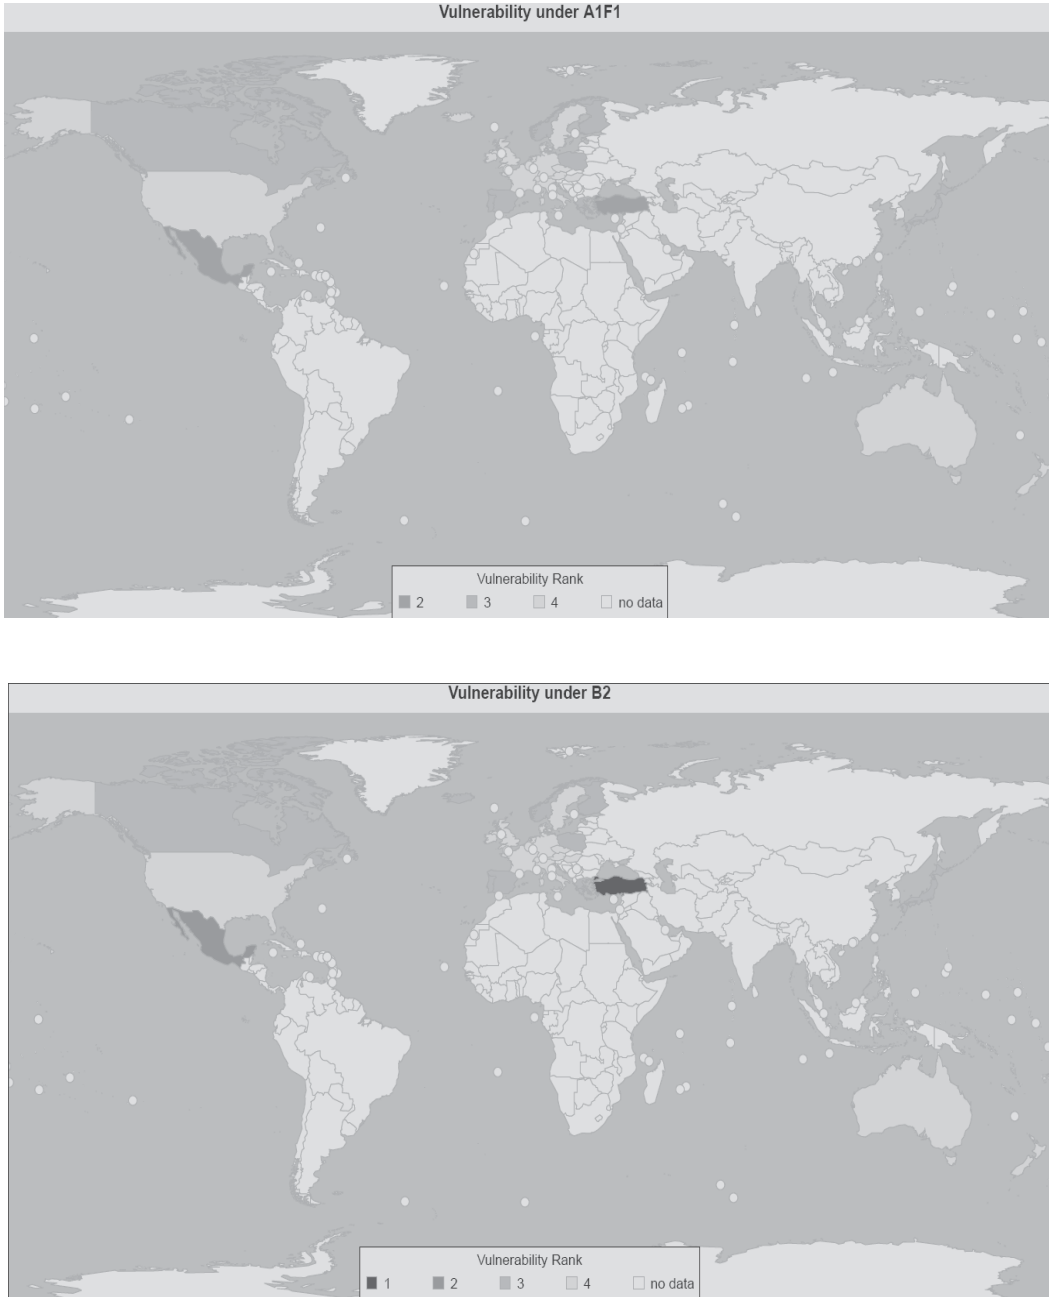 Vulnerability under A1F1
Vulnerability Rank
2 3 4 no data
Vulnerability under B2
Vulnerability Rank
1 2 3 4 no data